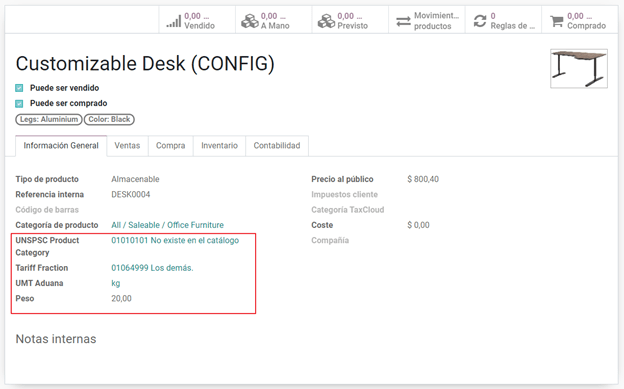 0,00 ...
Vendido
0,00 ...
A Mano
0,00 ...
Previsto
Movimient...
productos
0
Reglas de ...
0,00 ...
Comprado
Customizable Desk (CONFIG)
Puede ser vendido
Puede ser comprado
Legs: Aluminium Color: Black
Información General Ventas Compra Inventario Contabilidad
Tipo de producto Almacenable
Referencia interna DESK0004
Código de barras
Categoría de producto All / Saleable / Office Furniture
UNSPSC Product Category 01010101 No existe en el catálogo
Tariff Fraction 01064999 Los demás.
UMT Aduana kg
Peso 20,00
Precio al público $ 800,40
Impuestos cliente
Categoría TaxCloud
Coste $ 0,00
Compañía
Notas internas